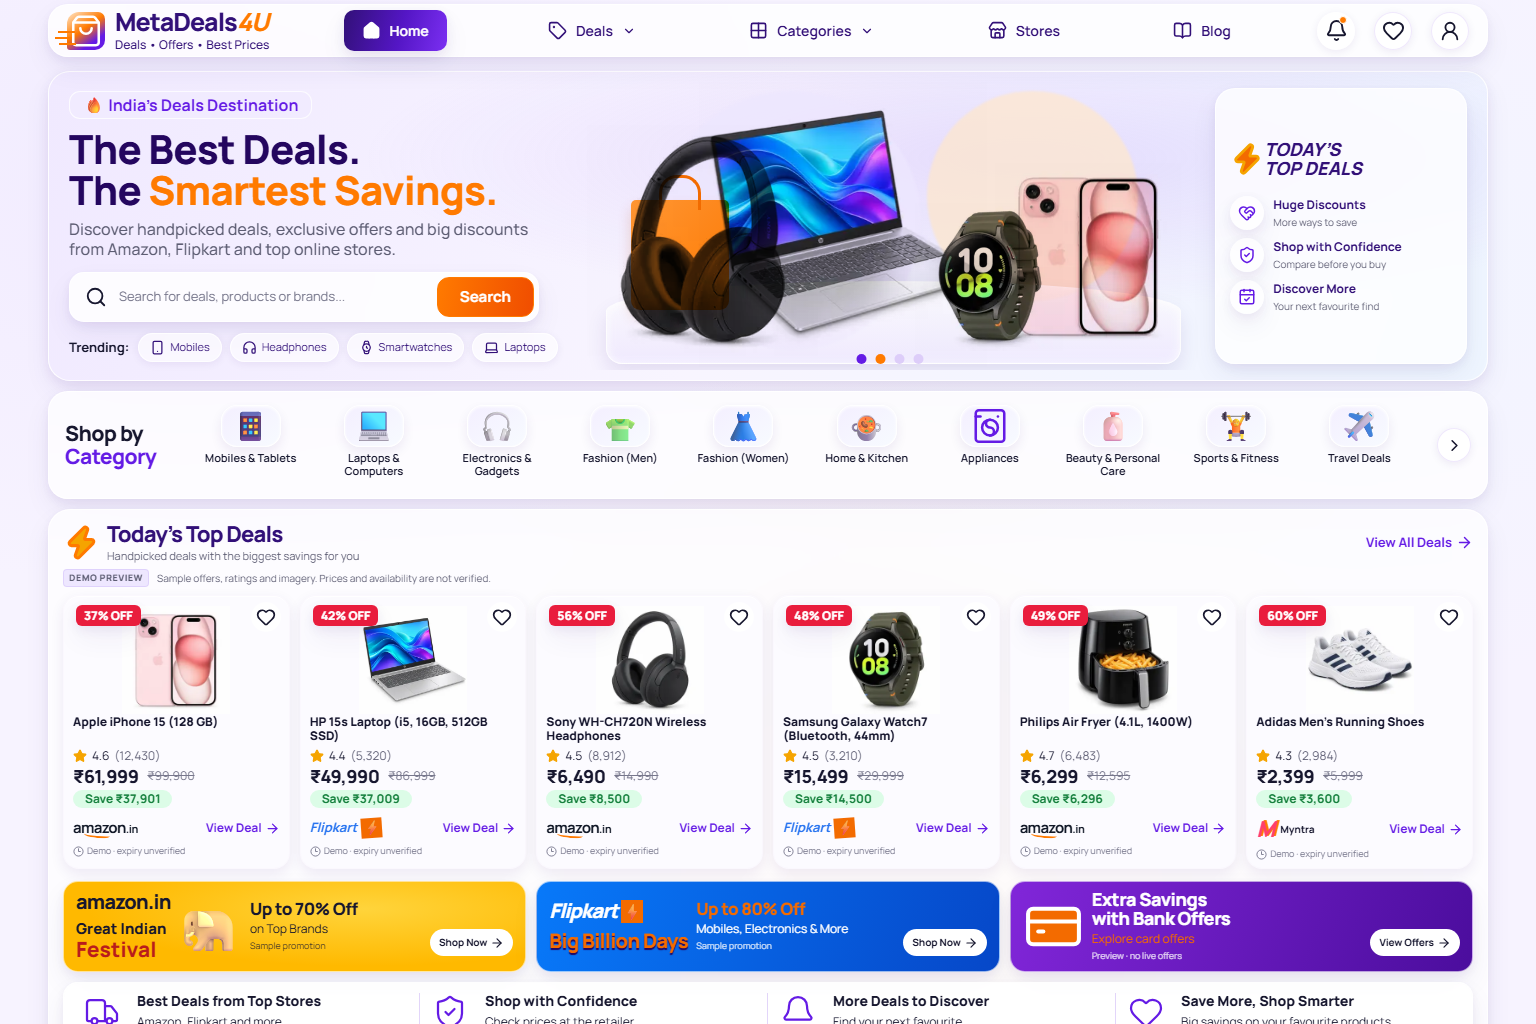 MetaDeals4U
Deals • Offers • Best Prices
Home
Deals
Categories
Stores
Blog
India's Deals Destination
The Best Deals.
The Smartest Savings.
Discover handpicked deals, exclusive offers and big discounts
from Amazon, Flipkart and top online stores.
Search for deals, products or brands...
Search
Trending:
Mobiles
Headphones
Smartwatches
Laptops
10
08
TODAY'S
TOP DEALS
Huge Discounts
More ways to save
Shop with Confidence
Compare before you buy
Discover More
Your next favourite find
Shop by
Category
Mobiles & Tablets
Laptops &
Computers
Electronics &
Gadgets
Fashion (Men)
Fashion (Women)
Home & Kitchen
Appliances
Beauty & Personal
Care
Sports & Fitness
Travel Deals
Today's Top Deals
Handpicked deals with the biggest savings for you
View All Deals
DEMO PREVIEW
Sample offers, ratings and imagery. Prices and availability are not verified.
37% OFF
Apple iPhone 15 (128 GB)
4.6 (12,430)
₹61,999 ₹99,900
Save ₹37,901
amazon.in
View Deal
Demo · expiry unverified
42% OFF
HP 15s Laptop (i5, 16GB, 512GB
SSD)
4.4 (5,320)
₹49,990 ₹86,999
Save ₹37,009
Flipkart
View Deal
Demo · expiry unverified
56% OFF
Sony WH-CH720N Wireless
Headphones
4.5 (8,912)
₹6,490 ₹14,990
Save ₹8,500
amazon.in
View Deal
Demo · expiry unverified
48% OFF
10
08
Samsung Galaxy Watch7
(Bluetooth, 44mm)
4.5 (3,210)
₹15,499 ₹29,999
Save ₹14,500
Flipkart
View Deal
Demo · expiry unverified
49% OFF
Philips Air Fryer (4.1L, 1400W)
4.7 (6,483)
₹6,299 ₹12,595
Save ₹6,296
amazon.in
View Deal
Demo · expiry unverified
60% OFF
Adidas Men's Running Shoes
4.3 (2,984)
₹2,399 ₹5,999
Save ₹3,600
Myntra
View Deal
Demo · expiry unverified
amazon.in
Great Indian
Festival
Up to 70% Off
on Top Brands
Sample promotion
Shop Now
Flipkart
Big Billion Days
Up to 80% Off
Mobiles, Electronics & More
Sample promotion
Shop Now
Extra Savings
with Bank Offers
Explore card offers
Preview · no live offers
View Offers
Best Deals from Top Stores
Amazon, Flipkart and more
Shop with Confidence
Check prices at the retailer
More Deals to Discover
Find your next favourite
Save More, Shop Smarter
Big savings on your favourite products